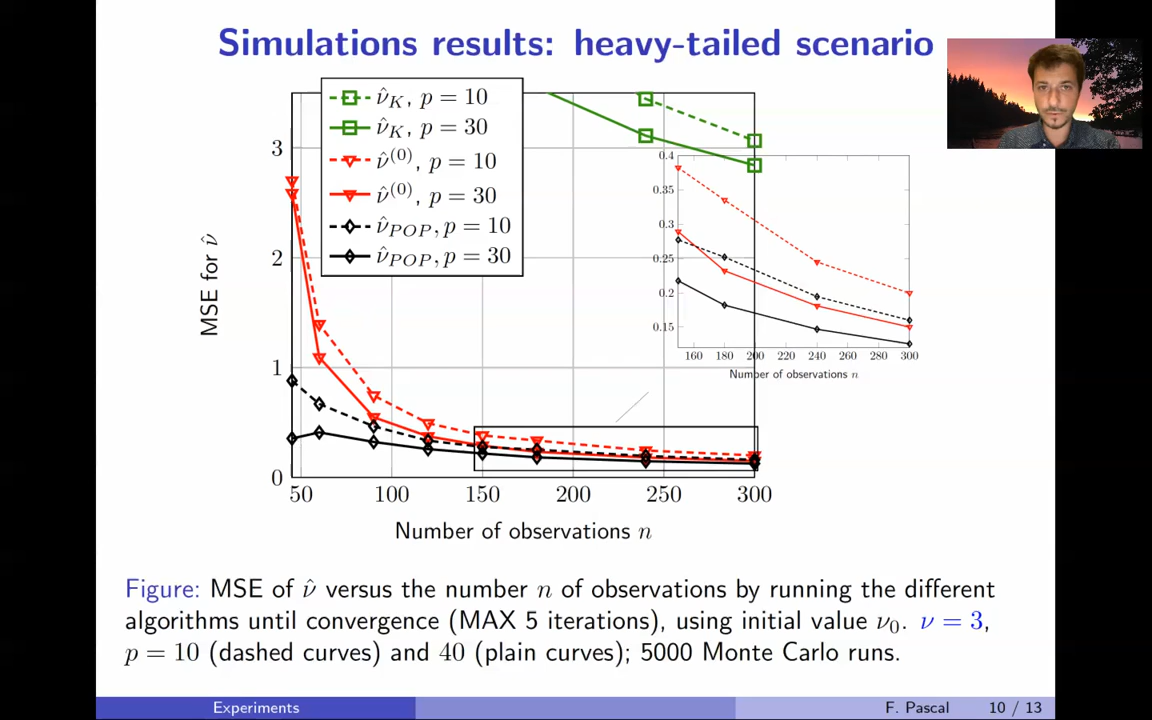 Simulations results: heavy-tailed scenario
ν̂_K, p = 10
ν̂_K, p = 30
ν̂^(0), p = 10
ν̂^(0), p = 30
ν̂_POP, p = 10
ν̂_POP, p = 30
MSE for ν̂
3
2
1
0
50 100 150 200 250 300
Number of observations n
0.4
0.35
0.3
0.25
0.2
0.15
160 180 200 220 240 260 280 300
Number of observations n
Figure: MSE of ν̂ versus the number n of observations by running the different
algorithms until convergence (MAX 5 iterations), using initial value ν₀. ν = 3,
p = 10 (dashed curves) and 40 (plain curves); 5000 Monte Carlo runs.
Experiments F. Pascal 10 / 13